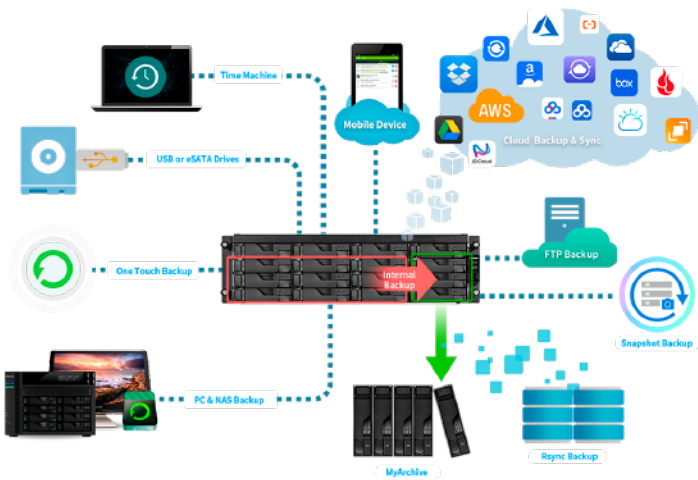 Time Machine
Mobile Device
AWS
box
JDCloud
Cloud Backup & Sync
USB or eSATA Drives
One Touch Backup
Internal
Backup
FTP Backup
Snapshot Backup
PC & NAS Backup
MyArchive
Rsync Backup